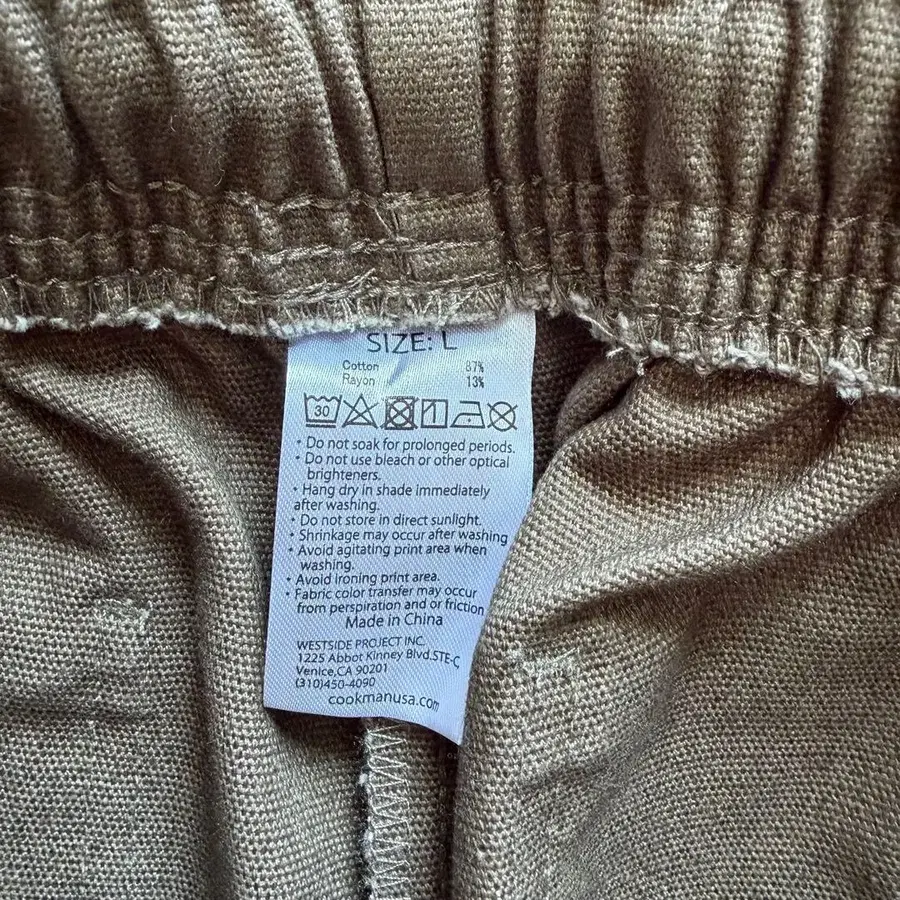 SIZE: L
Cotton 87%
Rayon 13%
30
• Do not soak for prolonged periods.
• Do not use bleach or other optical
brighteners.
• Hang dry in shade immediately
after washing.
• Do not store in direct sunlight.
• Shrinkage may occur after washing
• Avoid agitating print area when
washing.
• Avoid ironing print area.
• Fabric color transfer may occur
from perspiration and or friction
Made in China
WESTSIDE PROJECT INC.
1225 Abbot Kinney Blvd.STE-C
Venice,CA 90201
(310)450-4090
cookmanusa.com